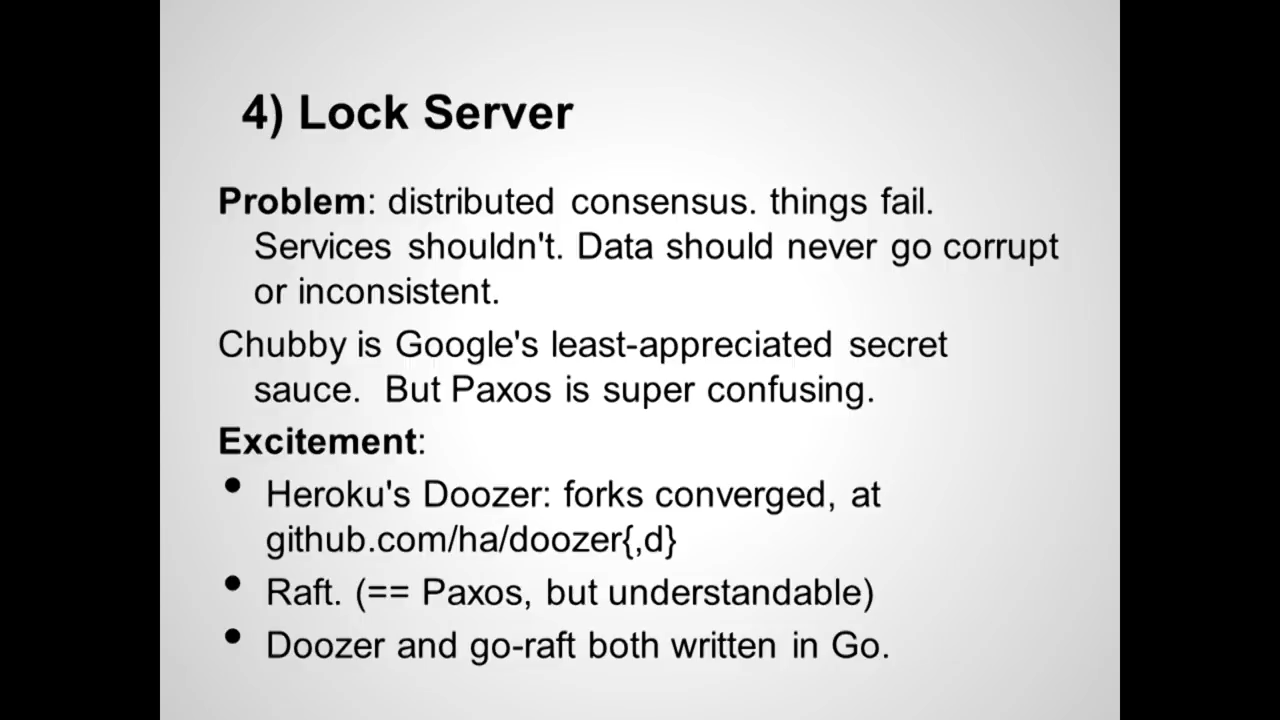 4) Lock Server
Problem: distributed consensus. things fail.
Services shouldn't. Data should never go corrupt
or inconsistent.
Chubby is Google's least-appreciated secret
sauce.  But Paxos is super confusing.
Excitement:
• Heroku's Doozer: forks converged, at
github.com/ha/doozer{,d}
• Raft. (== Paxos, but understandable)
• Doozer and go-raft both written in Go.